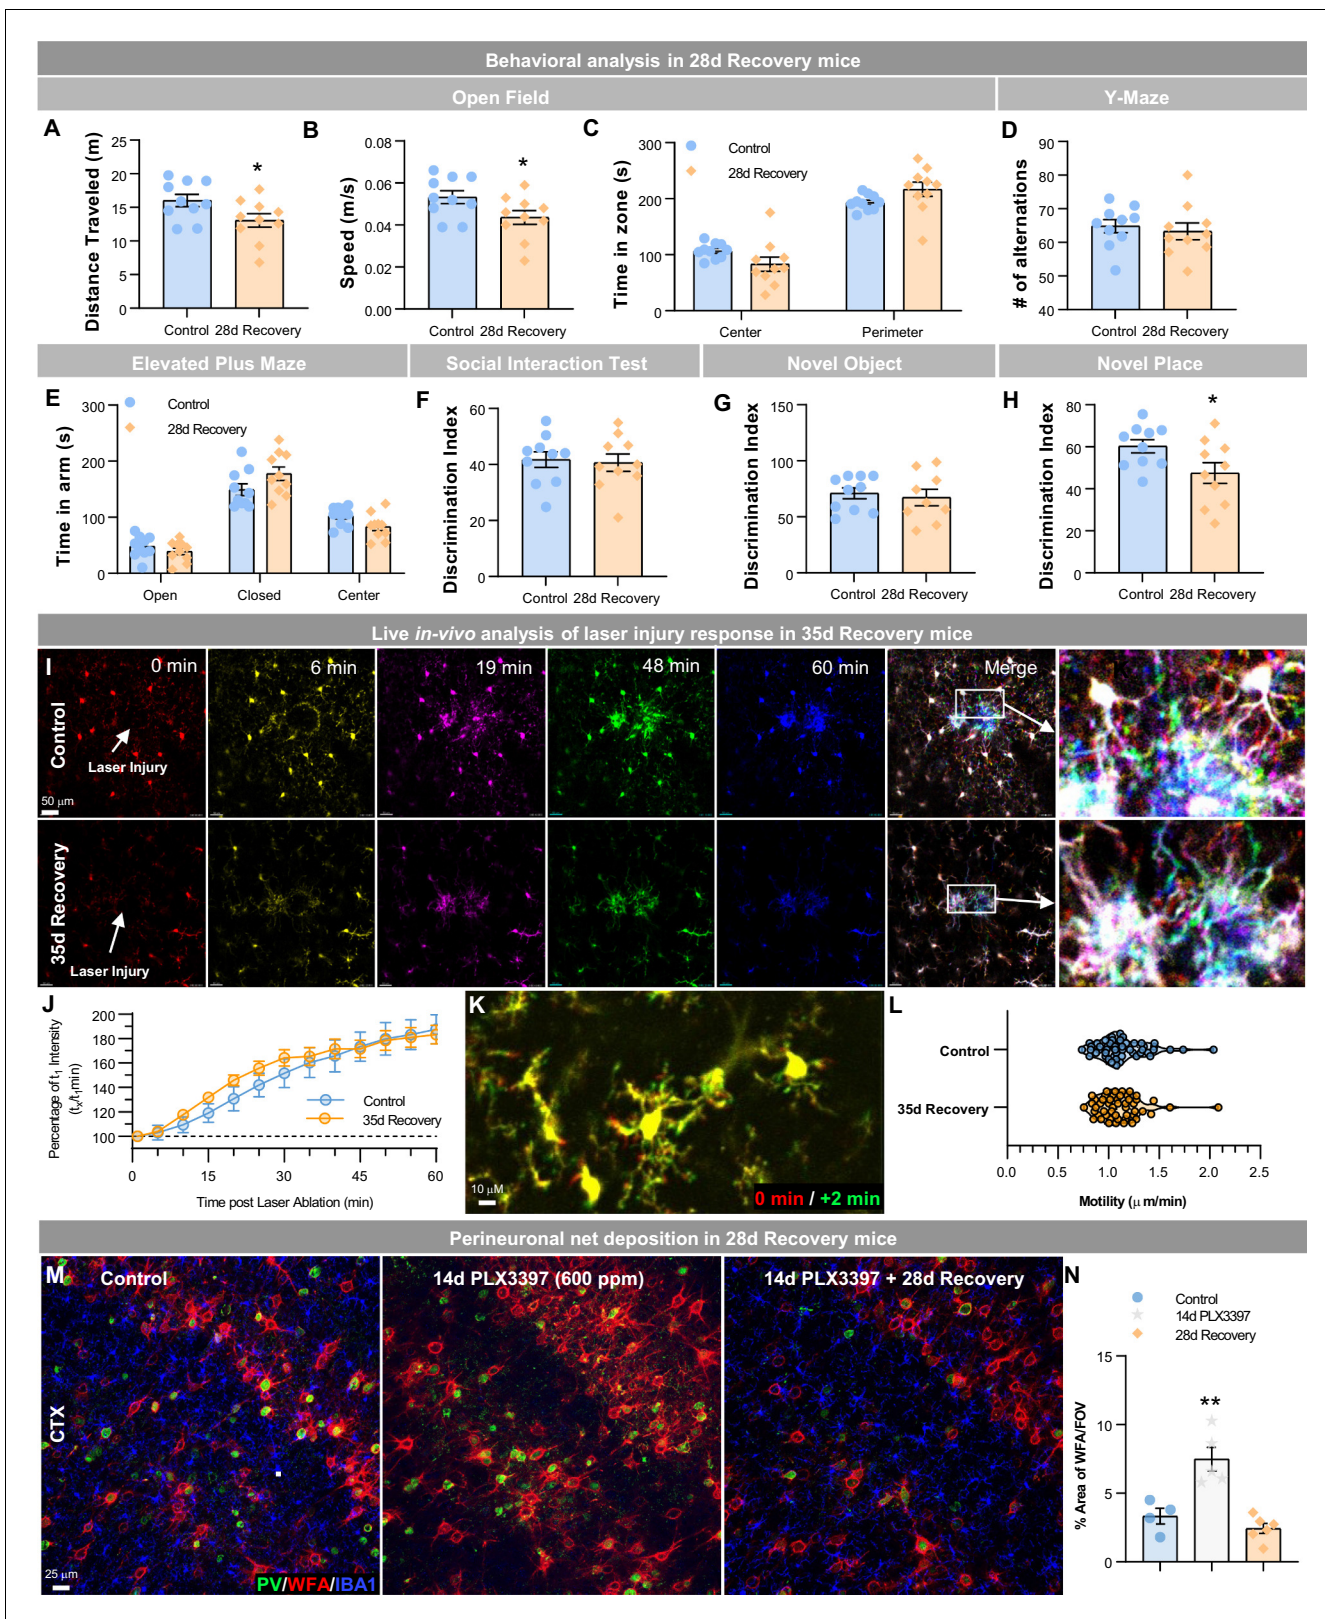 Behavioral analysis in 28d Recovery mice
Open Field
Y-Maze
A
Distance Traveled (m)
25
20
15
10
5
0
*
Control 28d Recovery
B
Speed (m/s)
0.08
0.06
0.04
0.02
0.00
*
Control 28d Recovery
C
Time in zone (s)
300
200
100
0
Control
28d Recovery
Center
Perimeter
D
# of alternations
90
80
70
60
50
40
Control 28d Recovery
Elevated Plus Maze
Social Interaction Test
Novel Object
Novel Place
E
Time in arm (s)
300
200
100
0
Control
28d Recovery
Open
Closed
Center
F
Discrimination Index
60
40
20
0
Control 28d Recovery
G
Discrimination Index
150
100
50
0
Control 28d Recovery
H
Discrimination Index
80
60
40
20
0
*
Control 28d Recovery
Live in-vivo analysis of laser injury response in 35d Recovery mice
I
0 min
6 min
19 min
48 min
60 min
Merge
Control
Laser Injury
50 μm
35d Recovery
Laser Injury
J
Percentage of t1 Intensity
(tx/t1min)
200
180
160
140
120
100
Control
35d Recovery
0
15
30
45
60
Time post Laser Ablation (min)
K
10 μM
0 min / +2 min
L
Control
35d Recovery
0.0
0.5
1.0
1.5
2.0
2.5
Motility (μ m/min)
Perineuronal net deposition in 28d Recovery mice
M
Control
14d PLX3397 (600 ppm)
14d PLX3397 + 28d Recovery
CTX
25 μm
PV/WFA/IBA1
N
Control
14d PLX3397
28d Recovery
% Area of WFA/FOV
15
10
5
0
**